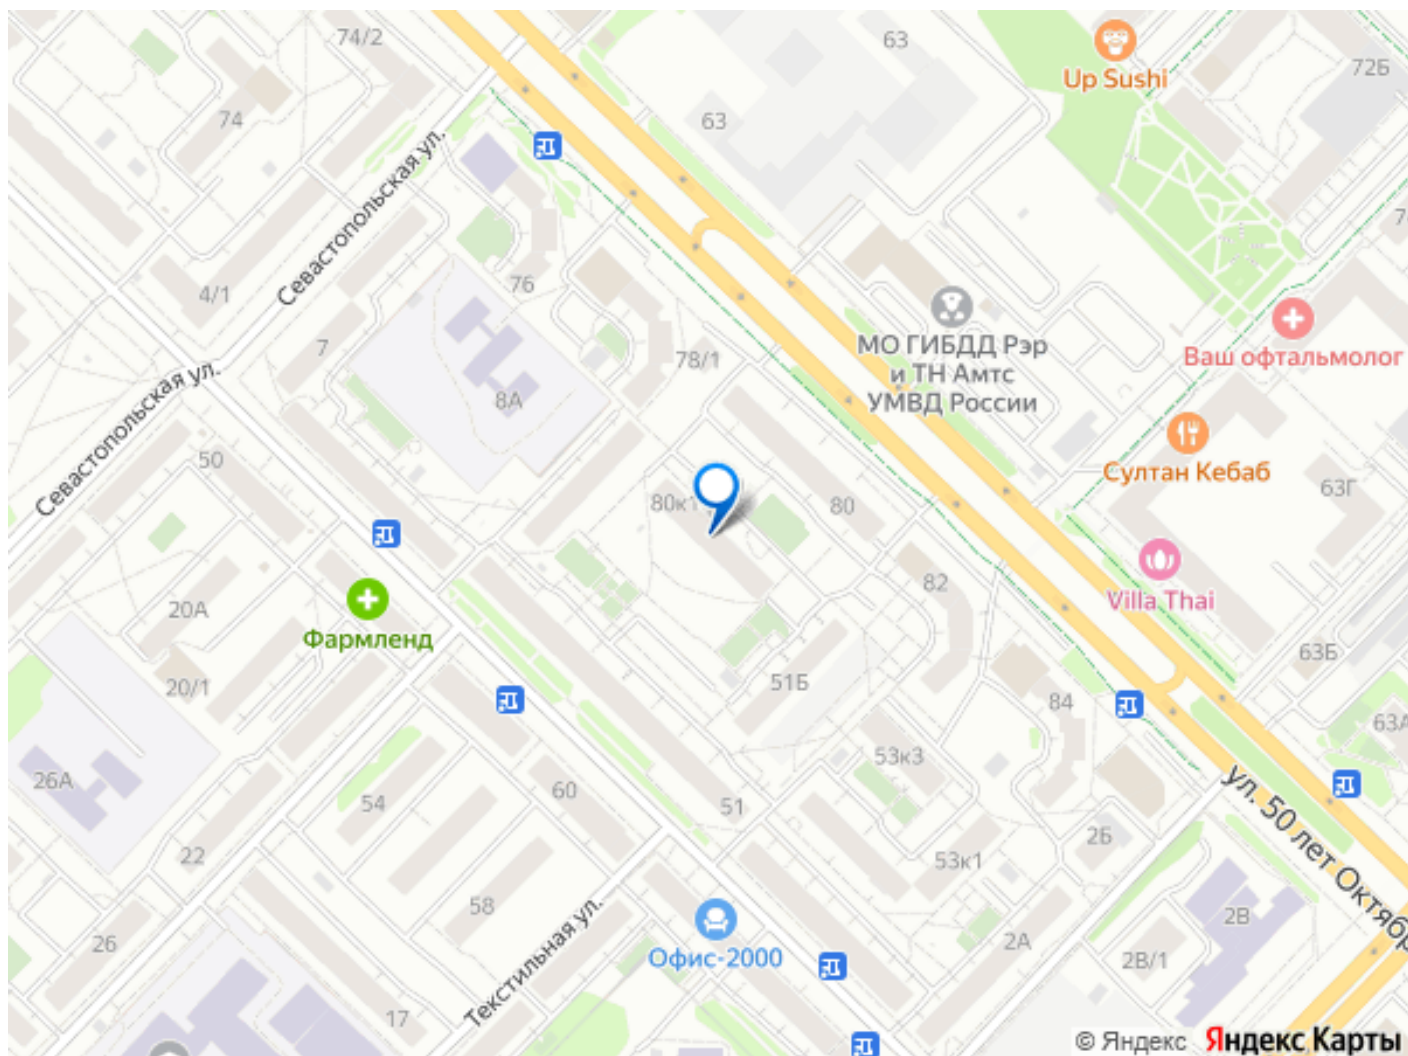 74/2
63
Up Sushi
72Б
74
63
Севастопольская ул.
4/1
76
7
78/1
МО ГИБДД Рэр
и ТН Амтс
УМВД России
Ваш офтальмолог
8А
Севастопольская ул.
50
80к1
80
Султан Кебаб
63Г
82
Villa Thai
20А
Фармленд
63Б
20/1
51Б
84
63А
53к3
26А
54
60
51
ул. 50 лет Октябр
2Б
22
53к1
58
Текстильная ул.
2В
26
Офис-2000
2А
2В/1
17
© Яндекс Яндекс Карты